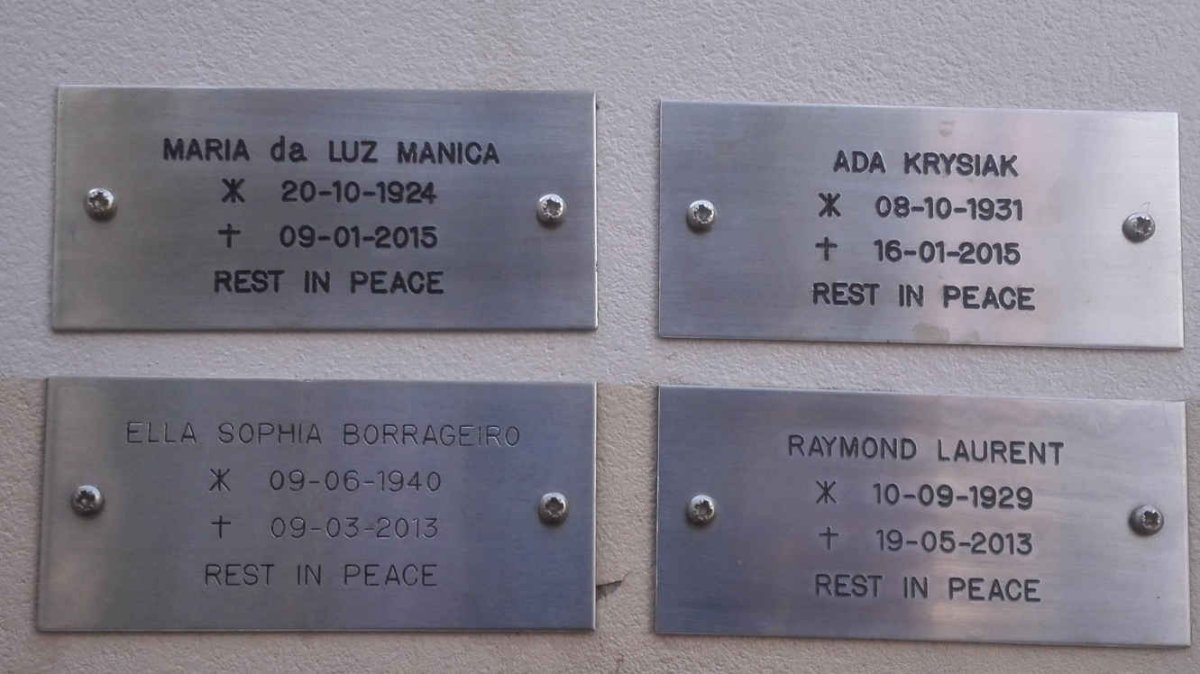 MARIA da LUZ MANICA
Ж 20-10-1924
† 09-01-2015
REST IN PEACE
ADA KRYSIAK
Ж 08-10-1931
† 16-01-2015
REST IN PEACE
ELLA SOPHIA BORRAGEIRO
Ж 09-06-1940
† 09-03-2013
REST IN PEACE
RAYMOND LAURENT
Ж 10-09-1929
† 19-05-2013
REST IN PEACE